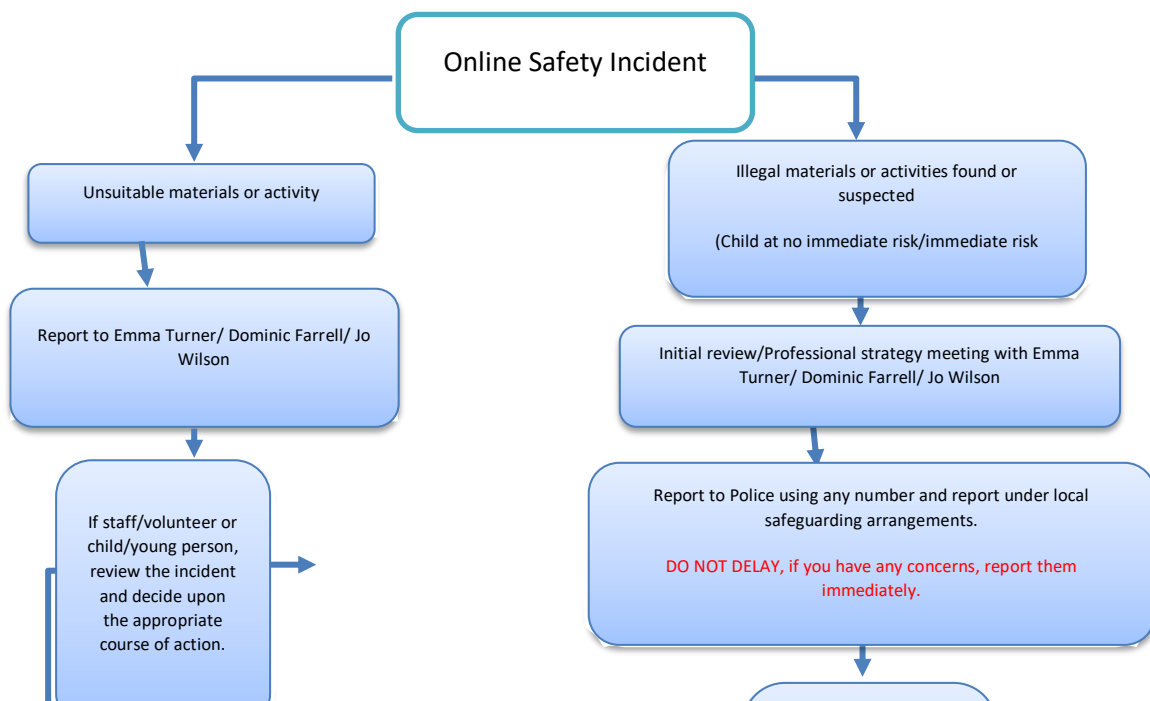 Online Safety Incident
Unsuitable materials or activity
Report to Emma Turner/ Dominic Farrell/ Jo
Wilson
If staff/volunteer or
child/young person,
review the incident
and decide upon
the appropriate
course of action.
Illegal materials or activities found or
suspected
(Child at no immediate risk/immediate risk
Initial review/Professional strategy meeting with Emma
Turner/ Dominic Farrell/ Jo Wilson
Report to Police using any number and report under local
safeguarding arrangements.
DO NOT DELAY, if you have any concerns, report them
immediately.